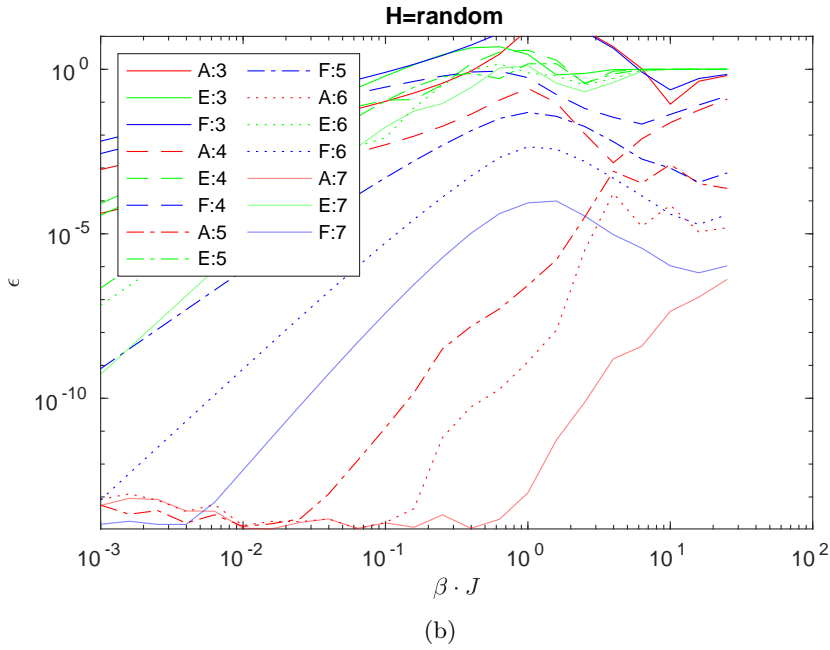 H=random
A:3
E:3
F:3
A:4
E:4
F:4
A:5
E:5
F:5
A:6
E:6
F:6
A:7
E:7
F:7
10^0
10^-5
10^-10
ϵ
10^-3
10^-2
10^-1
10^0
10^1
10^2
β · J
(b)